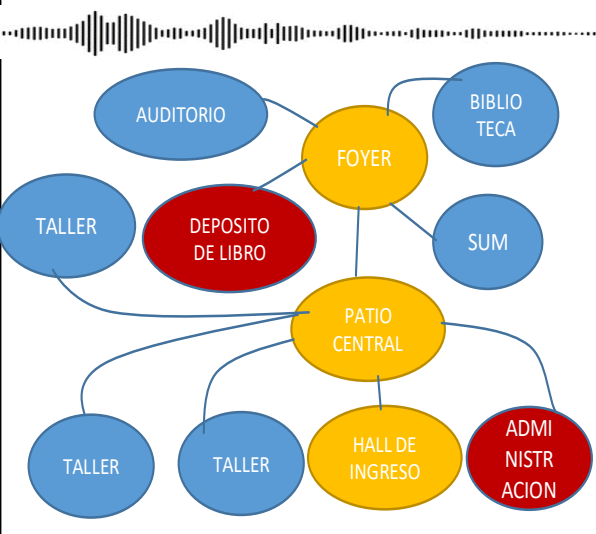 AUDITORIO
BIBLIO
TECA
FOYER
TALLER
DEPOSITO
DE LIBRO
SUM
PATIO
CENTRAL
TALLER
TALLER
HALL DE
INGRESO
ADMI
NISTR
ACION